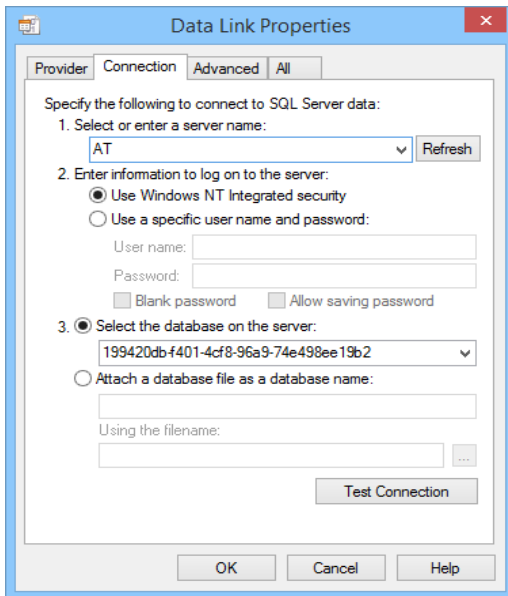 Data Link Properties
Provider Connection Advanced All
Specify the following to connect to SQL Server data:
1. Select or enter a server name:
AT Refresh
2. Enter information to log on to the server:
Use Windows NT Integrated security
Use a specific user name and password:
User name:
Password:
Blank password Allow saving password
3. Select the database on the server:
199420db-f401-4cf8-96a9-74e498ee19b2
Attach a database file as a database name:
Using the filename:
...
Test Connection
OK Cancel Help